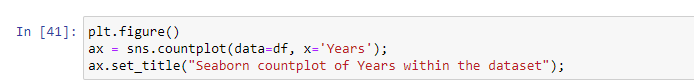 In [41]: plt.figure()
ax = sns.countplot(data=df, x='Years');
ax.set_title("Seaborn countplot of Years within the dataset");